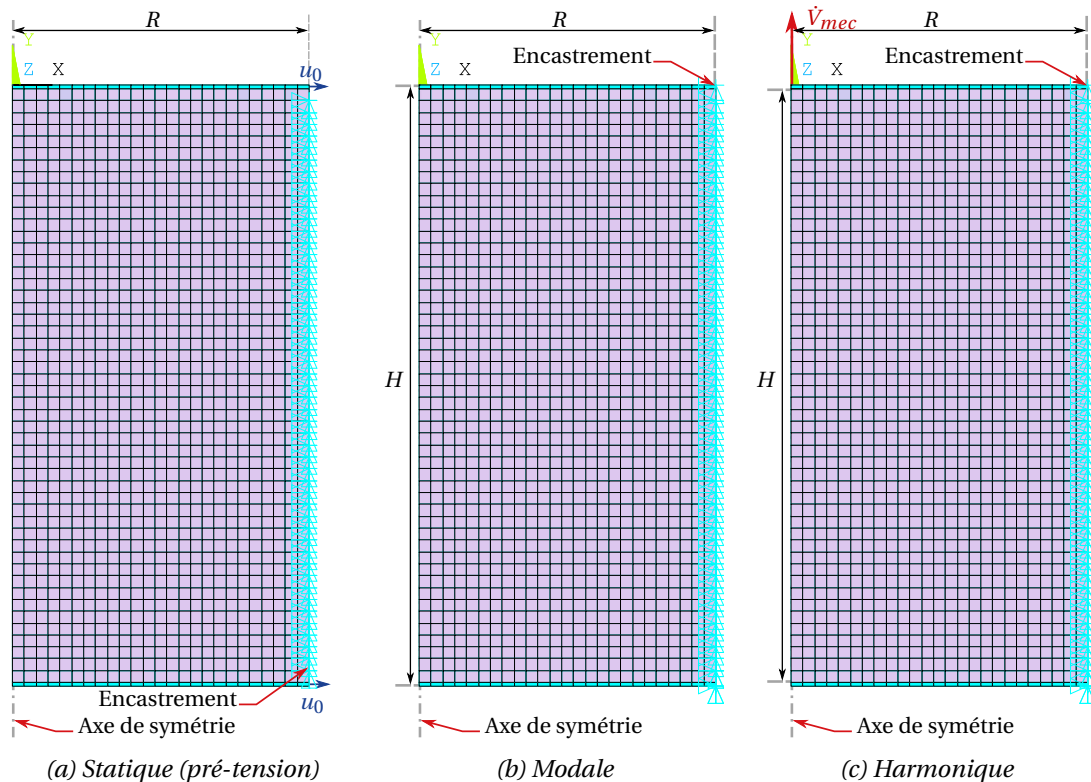 R
Y
Z X
u0
Encastrement
u0
Axe de symétrie
(a) Statique (pré-tension)
R
Encastrement
Y
Z X
H
Axe de symétrie
(b) Modale
V̇mec
R
Y
Encastrement
Z X
H
Axe de symétrie
(c) Harmonique